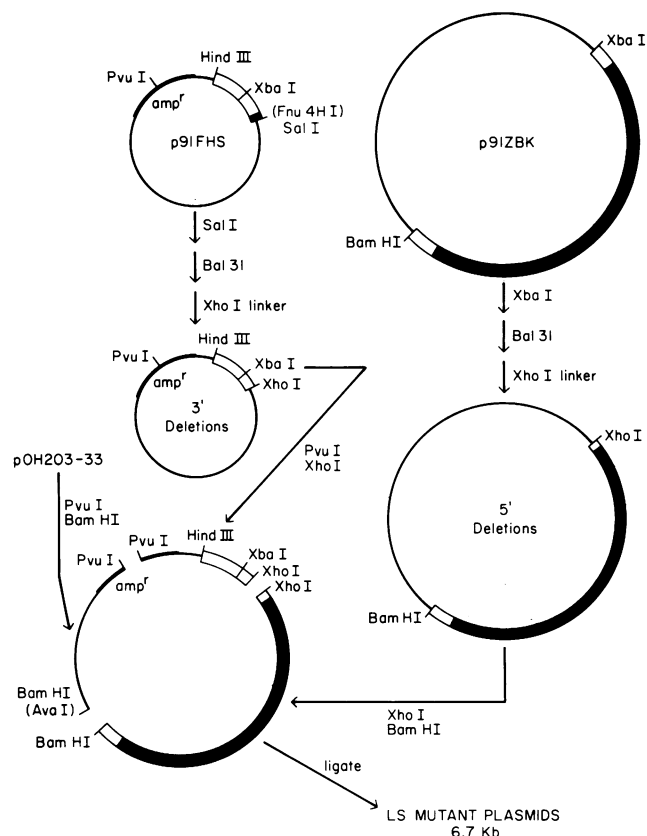 Hind III
Pvu I
Xba I
amp^r
(Fnu 4H I)
Sal I
p91FHS
Xba I
p91ZBK
Bam HI
Sal I
Bal 31
Xho I linker
Xba I
Bal 31
Xho I linker
Hind III
Pvu I
Xba I
amp^r
Xho I
3'
Deletions
Xho I
5'
Deletions
Bam HI
pOH203-33
Pvu I
Xho I
Pvu I
Bam HI
Hind III
Pvu I
Pvu I
Xba I
Xho I
Xho I
amp^r
Bam HI
(Ava I)
Bam HI
Xho I
Bam HI
ligate
LS MUTANT PLASMIDS
6.7 Kb